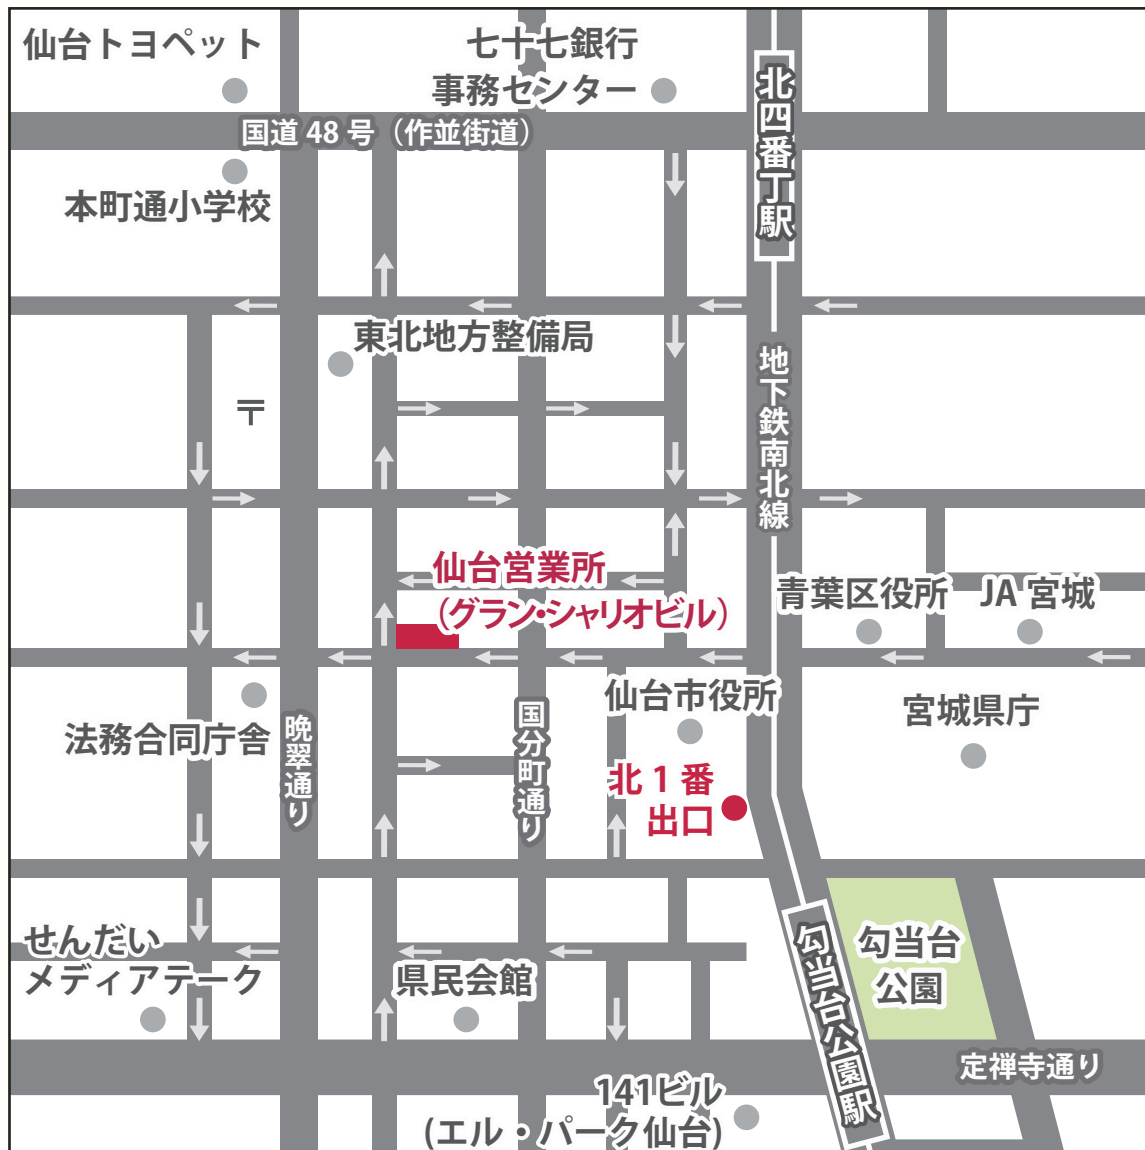 仙台トヨペット
七十七銀行
事務センター
北四番丁駅
国道 48 号（作並街道）
本町通小学校
東北地方整備局
地下鉄南北線
〒
仙台営業所
（グラン・シャリオビル）
青葉区役所
JA 宮城
仙台市役所
宮城県庁
法務合同庁舎
晩翠通り
国分町通り
北 1 番
出口
せんだい
メディアテーク
県民会館
勾当台公園駅
勾当台
公園
定禅寺通り
141ビル
(エル・パーク仙台)